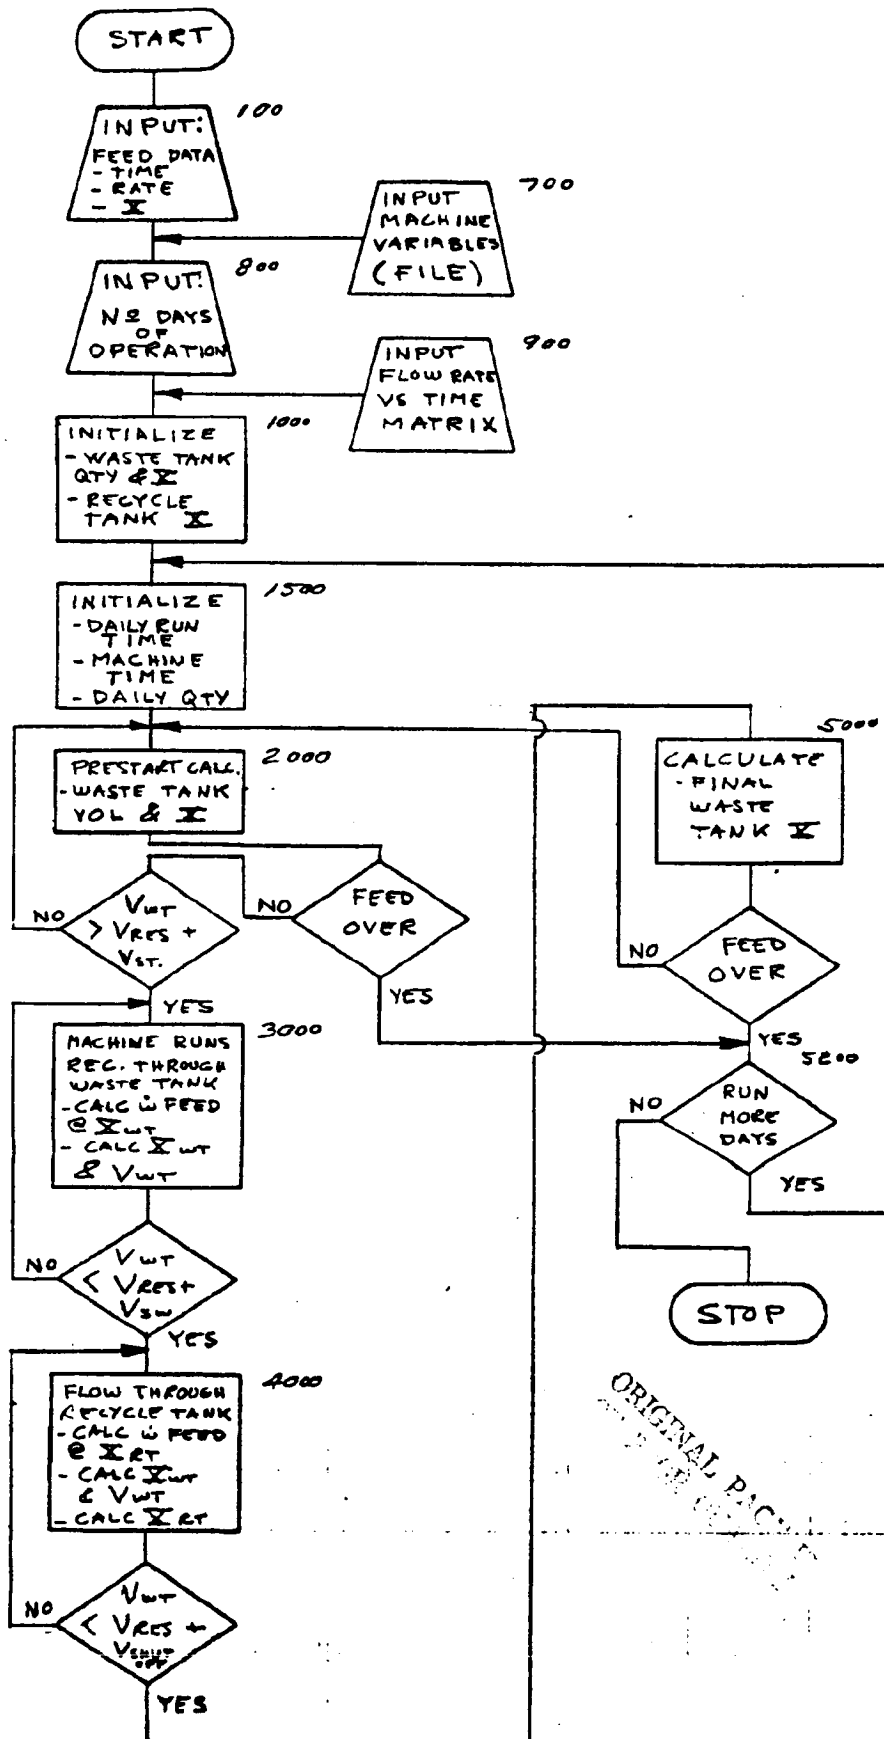 START
100
INPUT:
FEED DATA
- TIME
- RATE
- X
700
INPUT
MACHINE
VARIABLES
(FILE)
800
INPUT:
Nº DAYS
OF
OPERATION
900
INPUT
FLOW RATE
VS TIME
MATRIX
1000
INITIALIZE
- WASTE TANK
QTY & X
- RECYCLE
TANK X
1500
INITIALIZE
- DAILY RUN
TIME
- MACHINE
TIME
- DAILY QTY
2000
PRESTART CALC.
- WASTE TANK
VOL & X
NO
VWT
> VRES +
VST.
YES
NO
FEED
OVER
YES
3000
MACHINE RUNS
REC. THROUGH
WASTE TANK
- CALC ẇ FEED
@ XWT
- CALC XWT
& VWT
NO
VWT
< VRES +
VSW
YES
4000
FLOW THROUGH
RECYCLE TANK
- CALC ẇ FEED
@ XRT
- CALC XWT
& VWT
- CALC XRT
NO
VWT
< VRES +
VSHUT OFF
YES
5000
CALCULATE
- FINAL
WASTE
TANK X
NO
FEED
OVER
YES
5200
NO
RUN
MORE
DAYS
YES
STOP
ORIGINAL PAGE